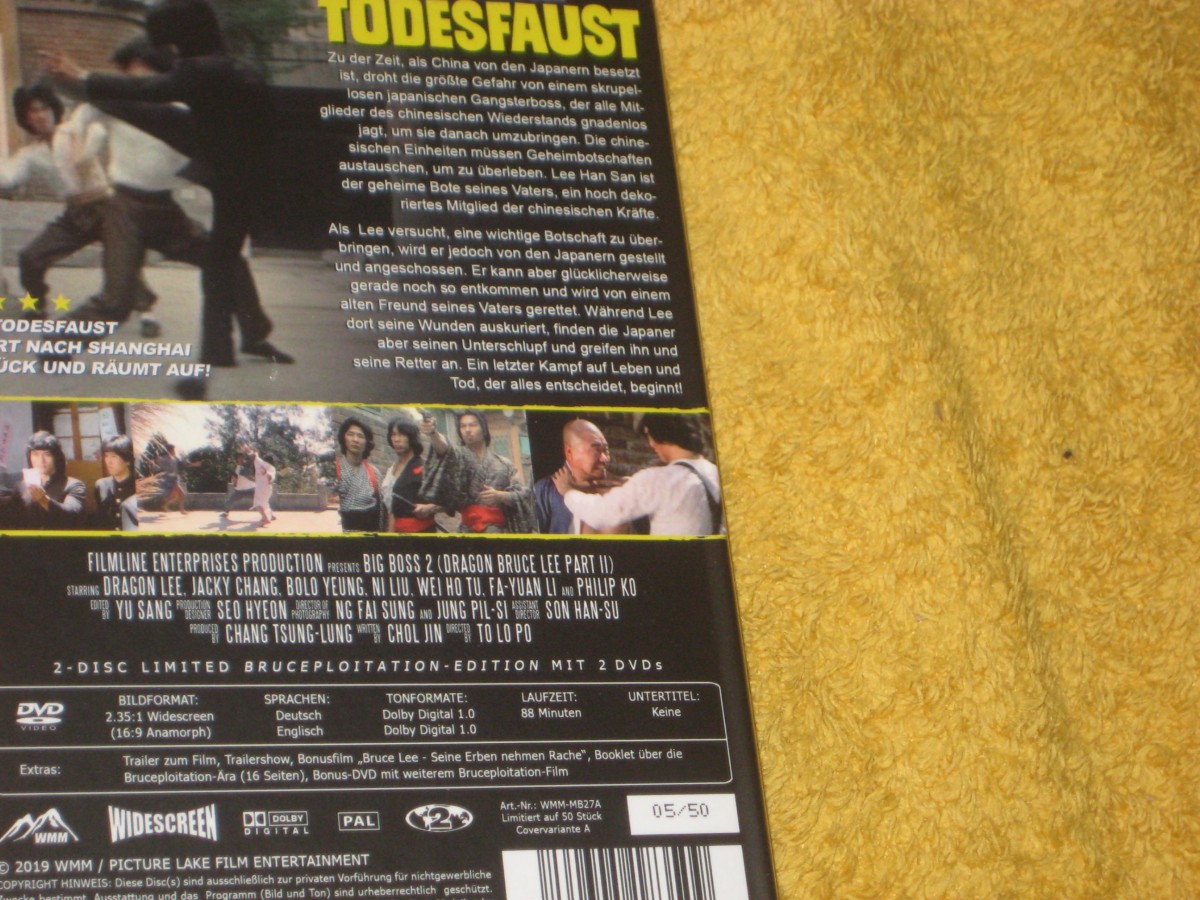 TODESFAUST
Zu der Zeit, als China von den Japanern besetzt
ist, droht die größte Gefahr von einem skrupel-
losen japanischen Gangsterboss, der alle Mit-
glieder des chinesischen Wiederstands gnadenlos
jagt, um sie danach umzubringen. Die chine-
sischen Einheiten müssen Geheimbotschaften
austauschen, um zu überleben. Lee Han San ist
der geheime Bote seines Vaters, ein hoch deko-
riertes Mitglied der chinesischen Kräfte.
Als Lee versucht, eine wichtige Botschaft zu über-
bringen, wird er jedoch von den Japanern gestellt
und angeschossen. Er kann aber glücklicherweise
gerade noch so entkommen und wird von einem
alten Freund seines Vaters gerettet. Während Lee
dort seine Wunden auskuriert, finden die Japaner
aber seinen Unterschlupf und greifen ihn und
seine Retter an. Ein letzter Kampf auf Leben und
Tod, der alles entscheidet, beginnt!
TODESFAUST
RT NACH SHANGHAI
ÜCK UND RÄUMT AUF!
FILMLINE ENTERPRISES PRODUCTION PRESENTS BIG BOSS 2 (DRAGON BRUCE LEE PART II)
STARRING DRAGON LEE, JACKY CHANG, BOLO YEUNG, NI LIU, WEI HO TU, FA-YUAN LI AND PHILIP KO
EDITED BY YU SANG PRODUCTION DESIGNER SEO HYEON DIRECTOR OF PHOTOGRAPHY NG FAI SUNG AND JUNG PIL-SI ASSISTANT DIRECTOR SON HAN-SU
PRODUCED BY CHANG TSUNG-LUNG WRITTEN BY CHOL JIN DIRECTED BY TO LO PO
2-DISC LIMITED BRUCEPLOITATION-EDITION MIT 2 DVDs
DVD VIDEO
BILDFORMAT: SPRACHEN: TONFORMATE: LAUFZEIT: UNTERTITEL:
2.35:1 Widescreen Deutsch Dolby Digital 1.0 88 Minuten Keine
(16:9 Anamorph) Englisch Dolby Digital 1.0
Extras: Trailer zum Film, Trailershow, Bonusfilm „Bruce Lee - Seine Erben nehmen Rache“, Booklet über die
Bruceploitation-Ära (16 Seiten), Bonus-DVD mit weiterem Bruceploitation-Film
WMM WIDESCREEN DOLBY DIGITAL PAL 2
Art.-Nr.: WMM-MB27A
Limitiert auf 50 Stück
Covervariante A
05/50
© 2019 WMM / PICTURE LAKE FILM ENTERTAINMENT
COPYRIGHT HINWEIS: Diese Disc(s) sind ausschließlich zur privaten Vorführung für nichtgewerbliche
Zwecke bestimmt. Ausstattung und das Programm (Bild und Ton) sind urheberrechtlich geschützt.